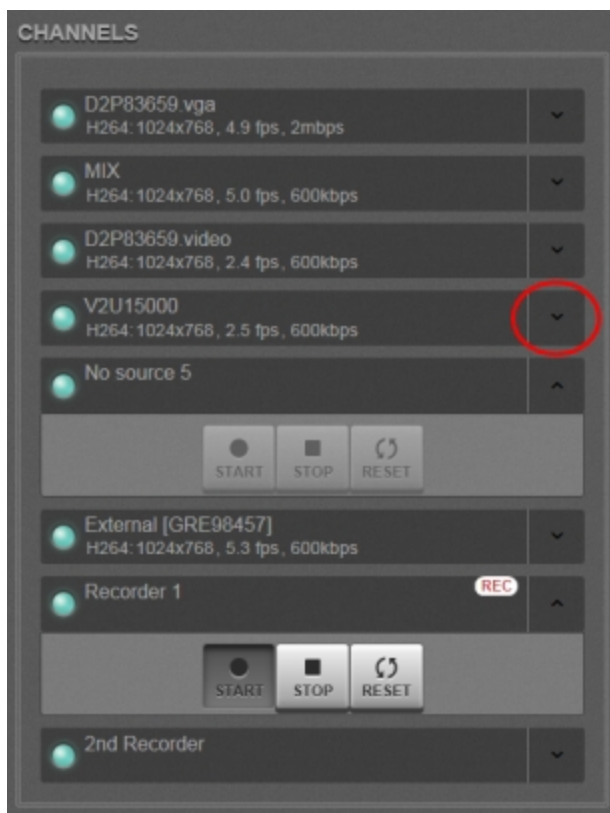 CHANNELS
D2P83659.vga
H264:1024x768, 4.9 fps, 2mbps
MIX
H264:1024x768, 5.0 fps, 600kbps
D2P83659.video
H264:1024x768, 2.4 fps, 600kbps
V2U15000
H264:1024x768, 2.5 fps, 600kbps
No source 5
START STOP RESET
External [GRE98457]
H264:1024x768, 5.3 fps, 600kbps
Recorder 1 REC
START STOP RESET
2nd Recorder